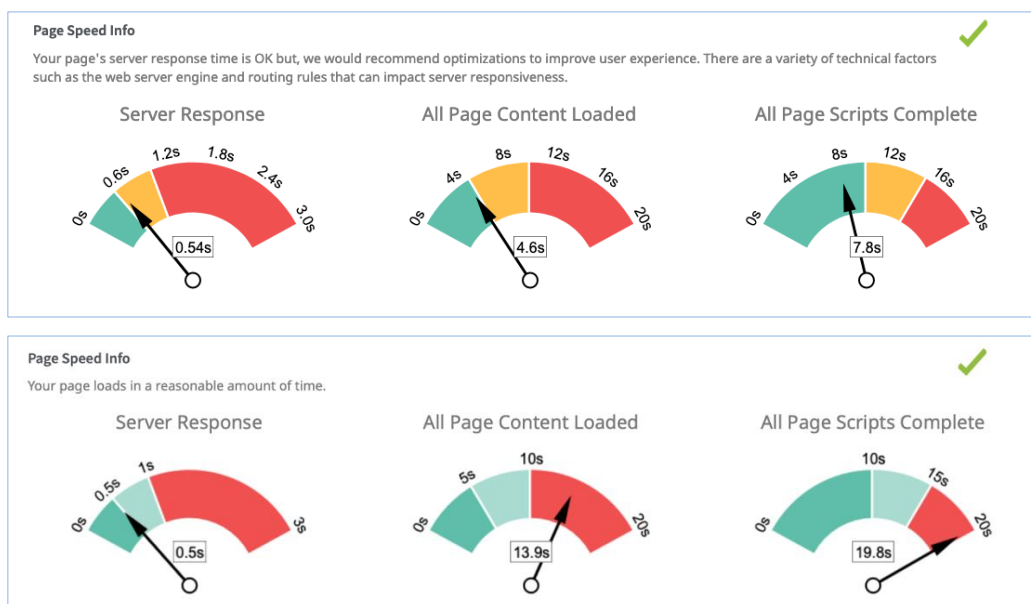 Page Speed Info
Your page's server response time is OK but, we would recommend optimizations to improve user experience. There are a variety of technical factors
such as the web server engine and routing rules that can impact server responsiveness.
Server Response
0s
0.6s
1.2s
1.8s
2.4s
3.0s
0.54s
All Page Content Loaded
0s
4s
8s
12s
16s
20s
4.6s
All Page Scripts Complete
0s
4s
8s
12s
16s
20s
7.8s
Page Speed Info
Your page loads in a reasonable amount of time.
Server Response
0s
0.5s
1s
3s
0.5s
All Page Content Loaded
0s
5s
10s
20s
13.9s
All Page Scripts Complete
0s
10s
15s
20s
19.8s